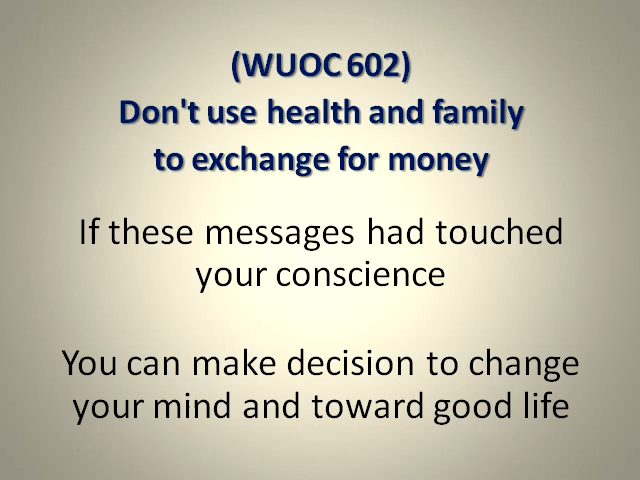 (WUOC 602)
Don't use health and family
to exchange for money
If these messages had touched
your conscience
You can make decision to change
your mind and toward good life